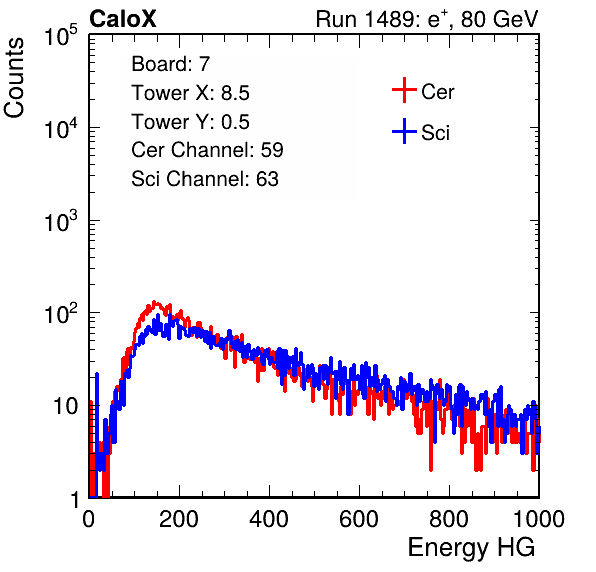 CaloX Run 1489: e⁺, 80 GeV
Board: 7
Tower X: 8.5
Tower Y: 0.5
Cer Channel: 59
Sci Channel: 63
Cer
Sci
Counts
10⁵
10⁴
10³
10²
10
1
0 200 400 600 800 1000
Energy HG